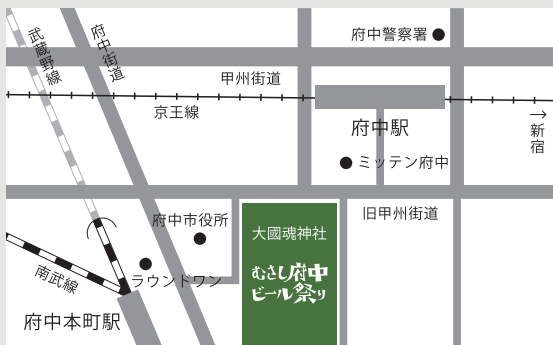 武蔵野線
府中街道
府中警察署
甲州街道
京王線
府中駅
→新宿
ミッテン府中
府中市役所
旧甲州街道
大國魂神社
むさし府中
ビール祭り
ラウンドワン
南武線
府中本町駅